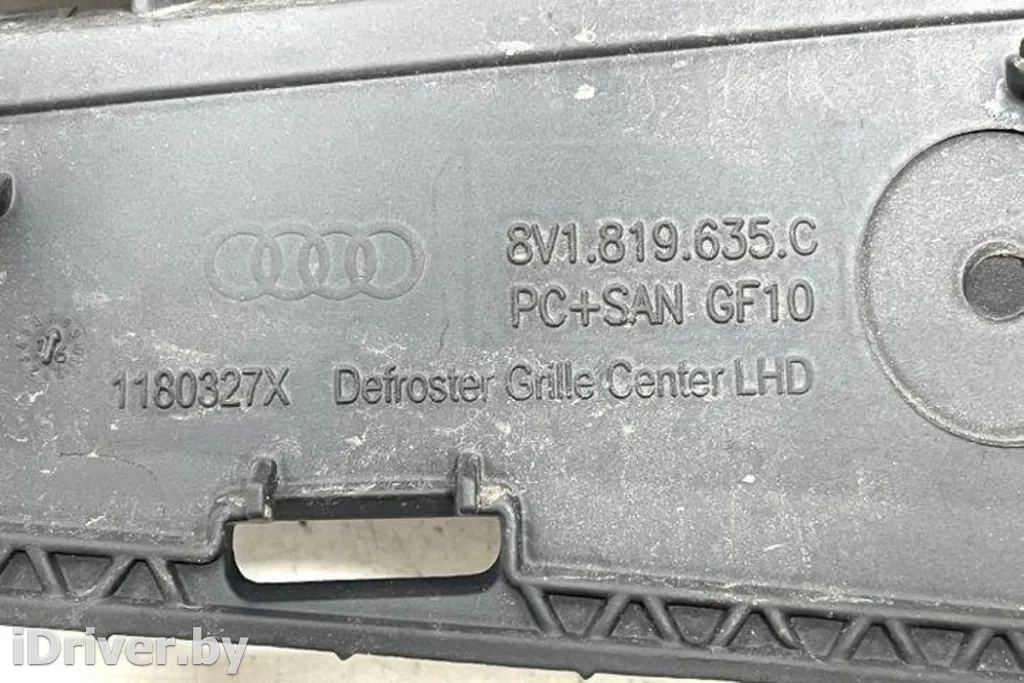 8V1.819.635.C
PC+SAN GF10
1180327X Defroster Grille Center LHD
iDriver.by